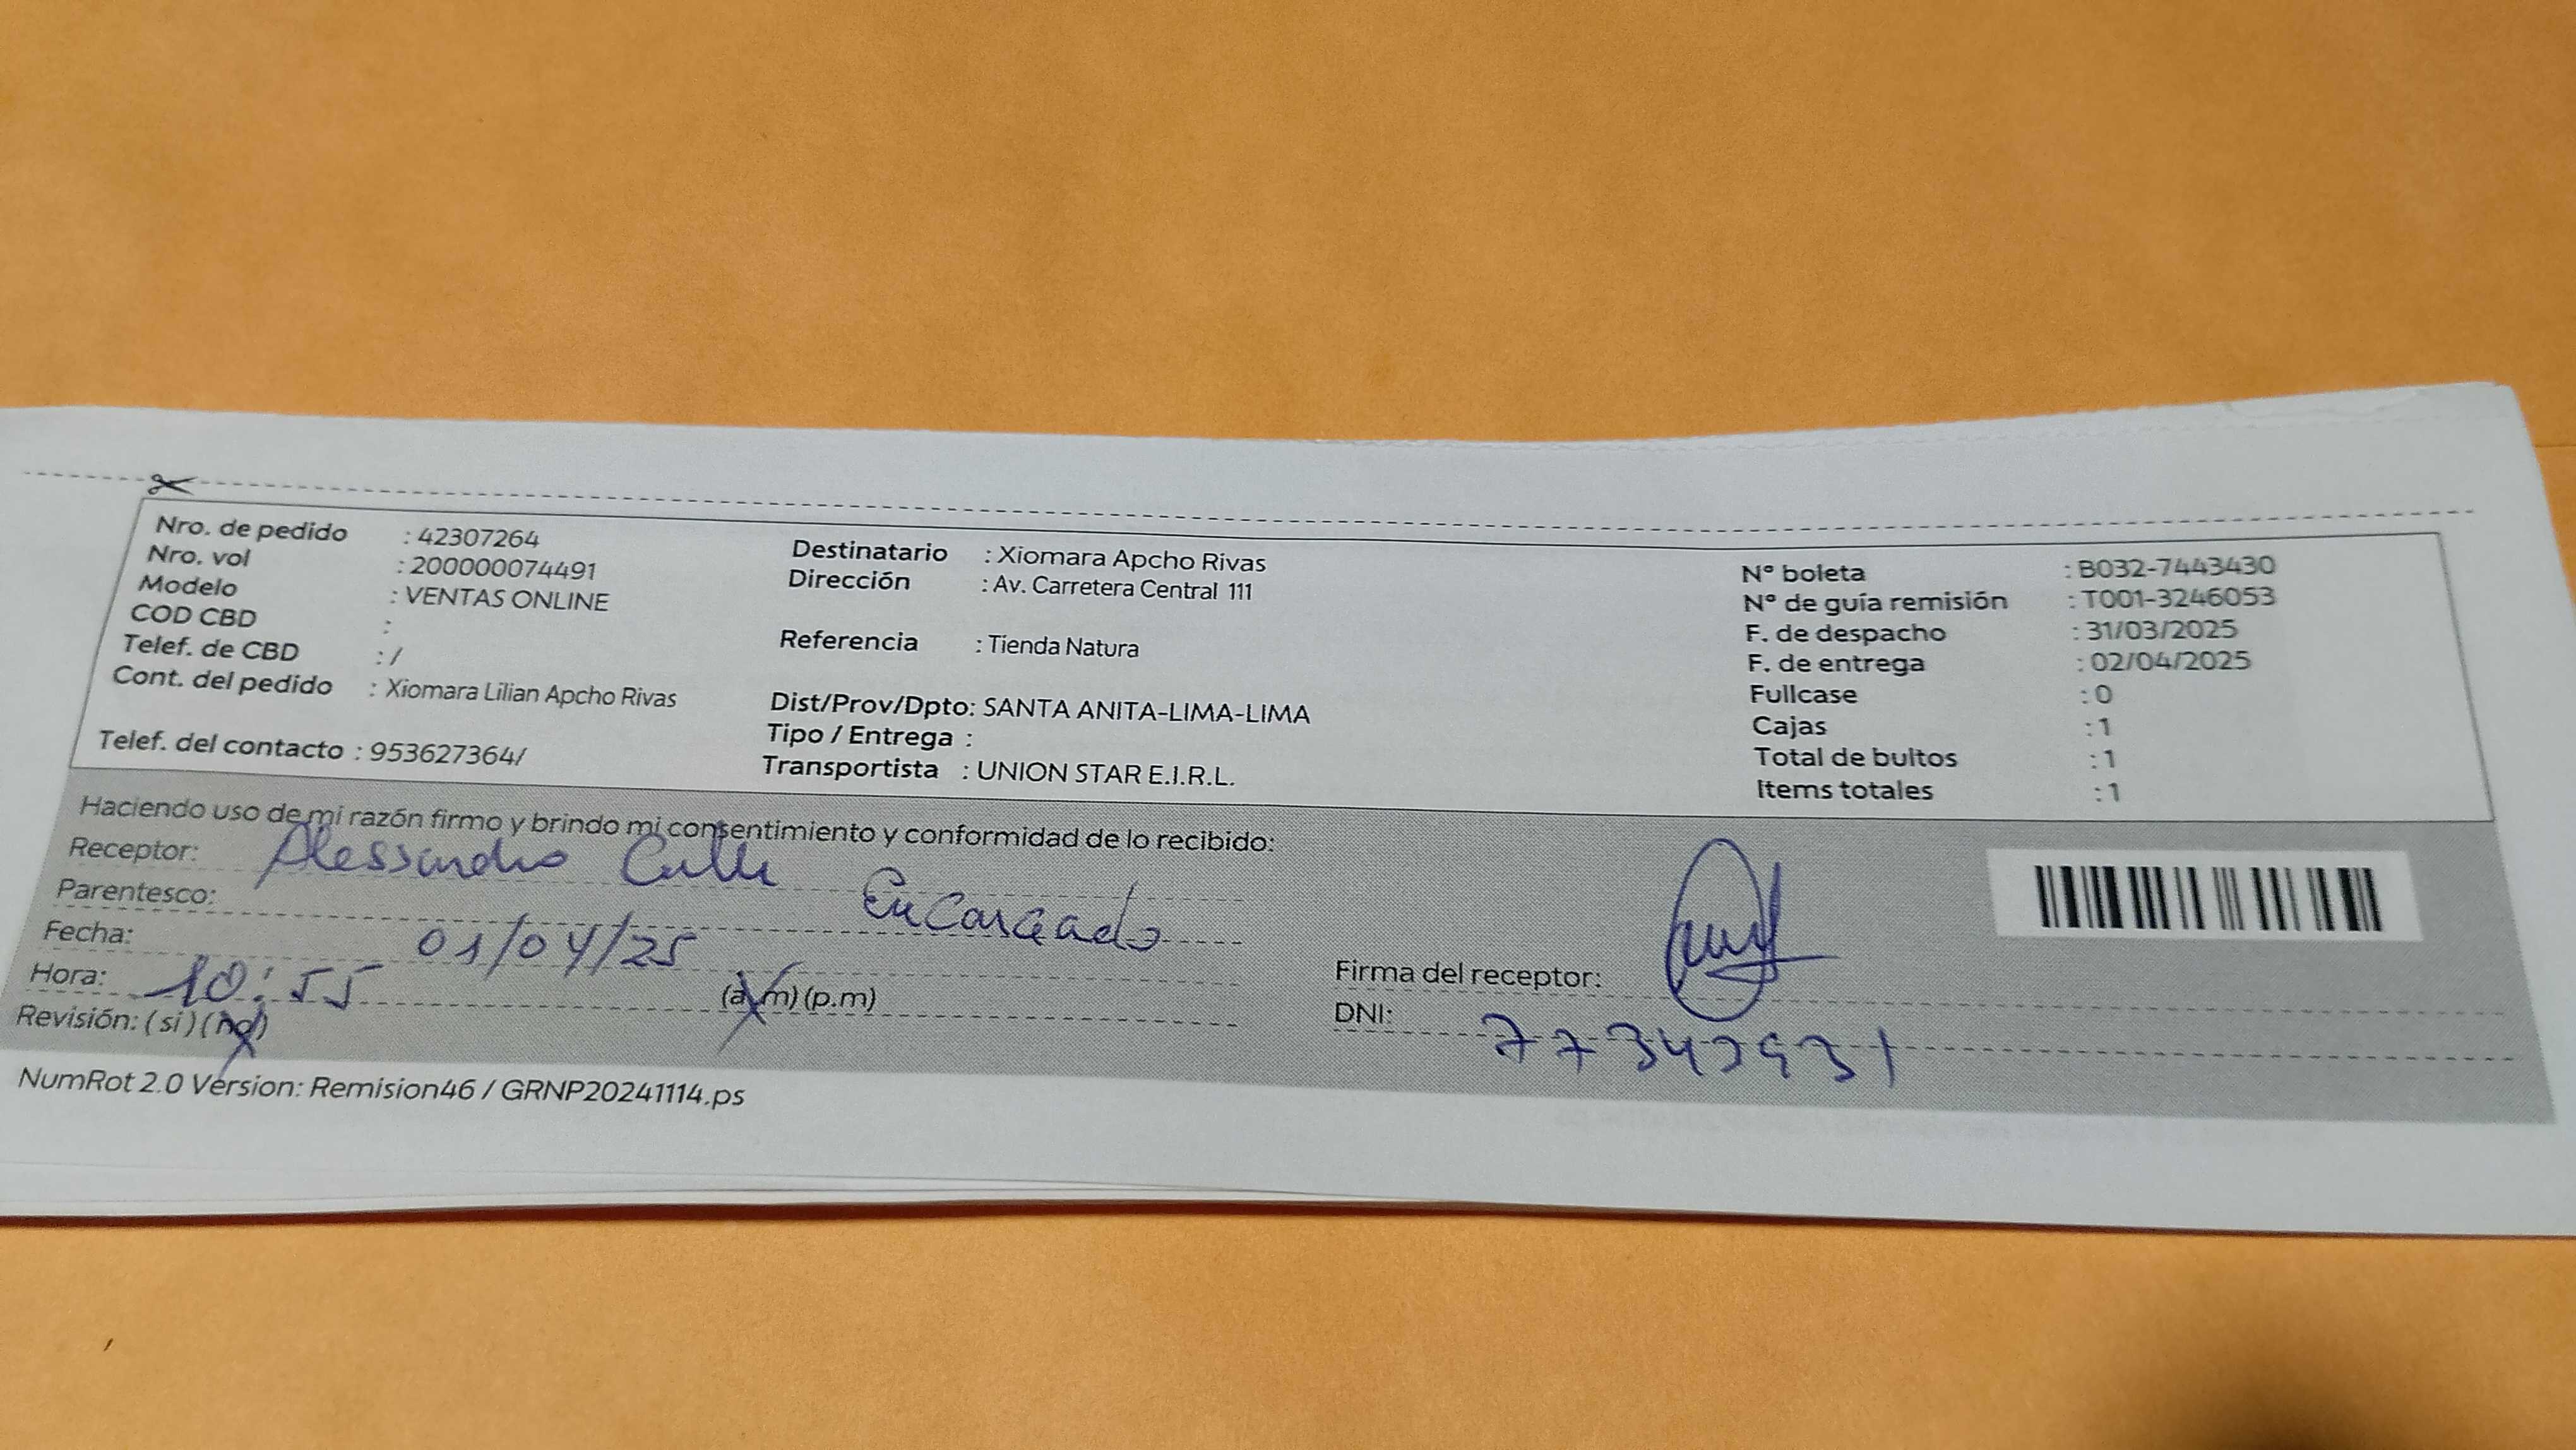 Nro. de pedido : 42307264
Nro. vol : 200000074491
Modelo : VENTAS ONLINE
COD CBD :
Telef. de CBD : /
Cont. del pedido : Xiomara Lilian Apcho Rivas
Telef. del contacto : 953627364/
Destinatario : Xiomara Apcho Rivas
Dirección : Av. Carretera Central 111
Referencia : Tienda Natura
Dist/Prov/Dpto: SANTA ANITA-LIMA-LIMA
Tipo / Entrega :
Transportista : UNION STAR E.I.R.L.
N° boleta : B032-7443430
N° de guía remisión : T001-3246053
F. de despacho : 31/03/2025
F. de entrega : 02/04/2025
Fullcase : 0
Cajas : 1
Total de bultos : 1
Items totales : 1
Haciendo uso de mi razón firmo y brindo mi consentimiento y conformidad de lo recibido:
Receptor: Alessandro
Parentesco: Encargado
Fecha: 01/04/25
Hora: 10:55 (a.m) (p.m)
Revisión: (si) (no)
Firma del receptor:
DNI:
NumRot 2.0 Version: Remision46 / GRNP20241114.ps